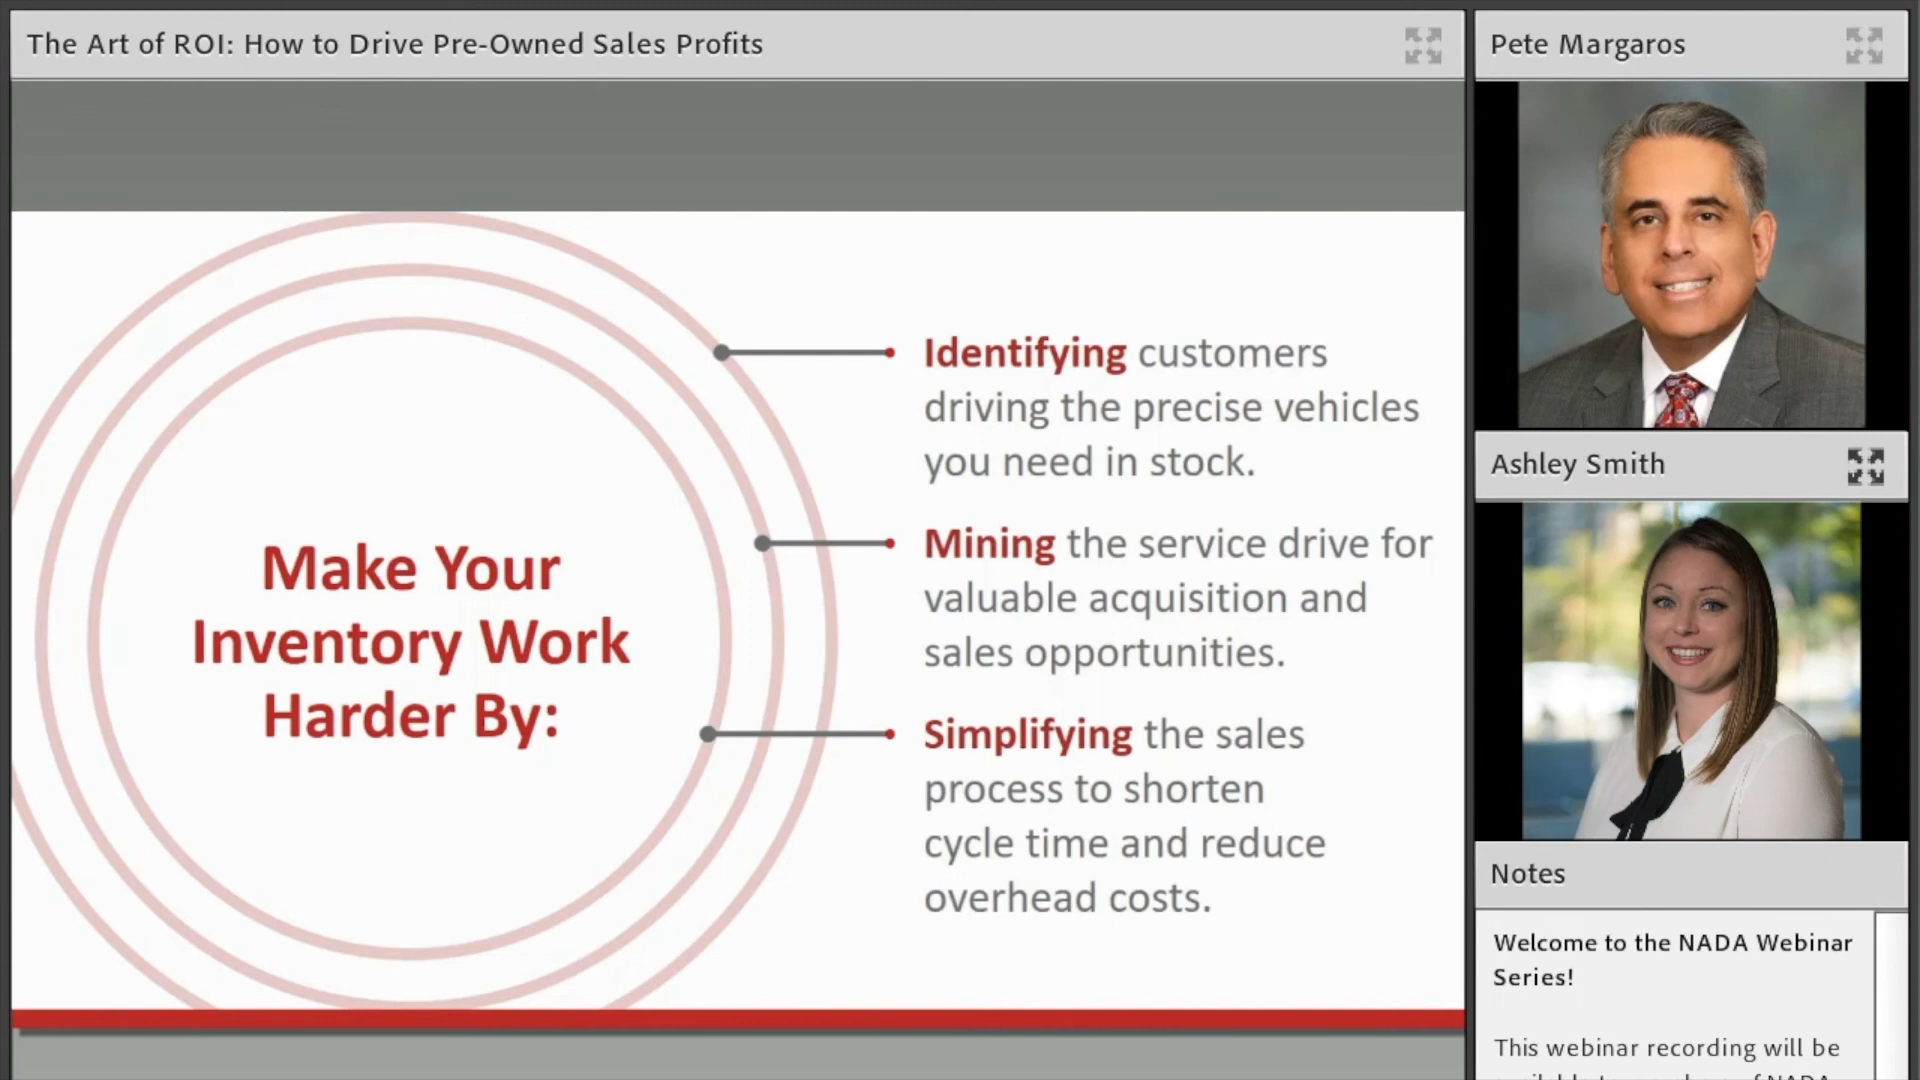 The Art of ROI: How to Drive Pre-Owned Sales Profits
Make Your
Inventory Work
Harder By:
Identifying customers
driving the precise vehicles
you need in stock.
Mining the service drive for
valuable acquisition and
sales opportunities.
Simplifying the sales
process to shorten
cycle time and reduce
overhead costs.
Pete Margaros
Ashley Smith
Notes
Welcome to the NADA Webinar
Series!
This webinar recording will be